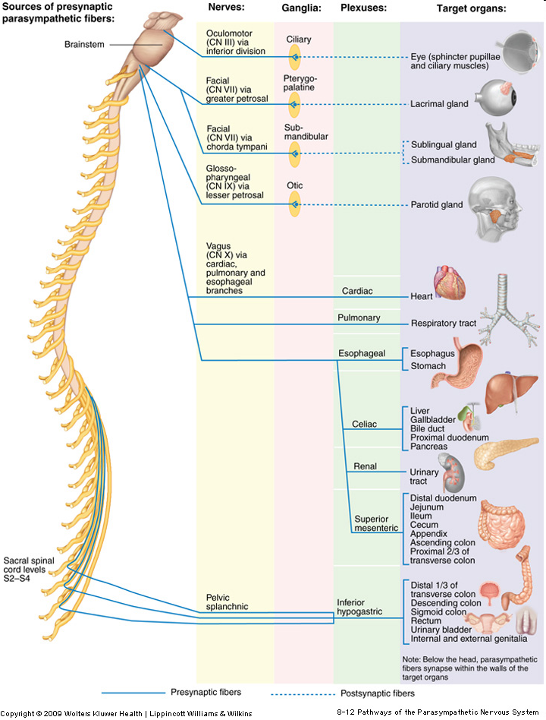 Sources of presynaptic
parasympathetic fibers:
Nerves:
Ganglia:
Plexuses:
Target organs:
Brainstem
Oculomotor
(CN III) via
inferior division
Ciliary
Eye (sphincter pupillae
and ciliary muscles)
Facial
(CN VII) via
greater petrosal
Pterygo-
palatine
Lacrimal gland
Facial
(CN VII) via
chorda tympani
Sub-
mandibular
Sublingual gland
Submandibular gland
Glosso-
pharyngeal
(CN IX) via
lesser petrosal
Otic
Parotid gland
Vagus
(CN X) via
cardiac,
pulmonary and
esophageal
branches
Cardiac
Heart
Pulmonary
Respiratory tract
Esophageal
Esophagus
Stomach
Celiac
Liver
Gallbladder
Bile duct
Proximal duodenum
Pancreas
Renal
Urinary
tract
Superior
mesenteric
Distal duodenum
Jejunum
Ileum
Cecum
Appendix
Ascending colon
Proximal 2/3 of
transverse colon
Sacral spinal
cord levels
S2–S4
Pelvic
splanchnic
Inferior
hypogastric
Distal 1/3 of
transverse colon
Descending colon
Sigmoid colon
Rectum
Urinary bladder
Internal and external genitalia
Note: Below the head, parasympathetic
fibers synapse within the walls of the
target organs
Presynaptic fibers
Postsynaptic fibers
Copyright © 2009 Wolters Kluwer Health | Lippincott Williams & Wilkins
8-12 Pathways of the Parasympathetic Nervous System